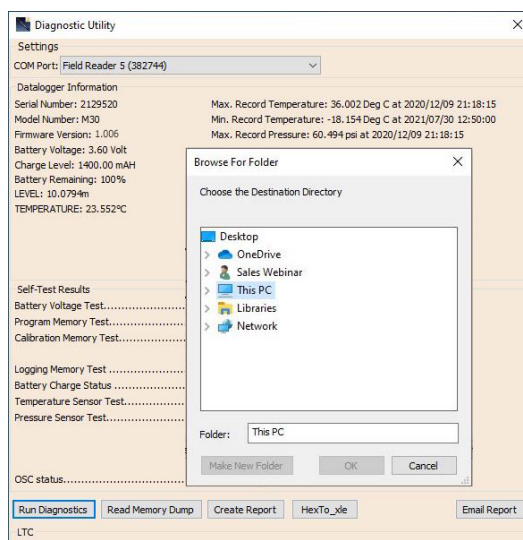 Diagnostic Utility
Settings
COM Port: Field Reader 5 (382744)
Datalogger Information
Serial Number: 2129520
Max. Record Temperature: 36.002 Deg C at 2020/12/09 21:18:15
Model Number: M30
Min. Record Temperature: -18.154 Deg C at 2021/07/30 12:50:00
Firmware Version: 1.006
Max. Record Pressure: 60.494 psi at 2020/12/09 21:18:15
Battery Voltage: 3.60 Volt
Charge Level: 1400.00 mAH
Battery Remaining: 100%
LEVEL: 10.0794m
TEMPERATURE: 23.552ºC
Browse For Folder
Choose the Destination Directory
Desktop
OneDrive
Sales Webinar
This PC
Libraries
Network
Folder: This PC
Make New Folder OK Cancel
Self-Test Results
Battery Voltage Test....................
Program Memory Test..................
Calibration Memory Test................
Logging Memory Test ..................
Battery Charge Status .................
Temperature Sensor Test..............
Pressure Sensor Test...................
OSC status..............................
Run Diagnostics Read Memory Dump Create Report HexTo_xle Email Report
LTC